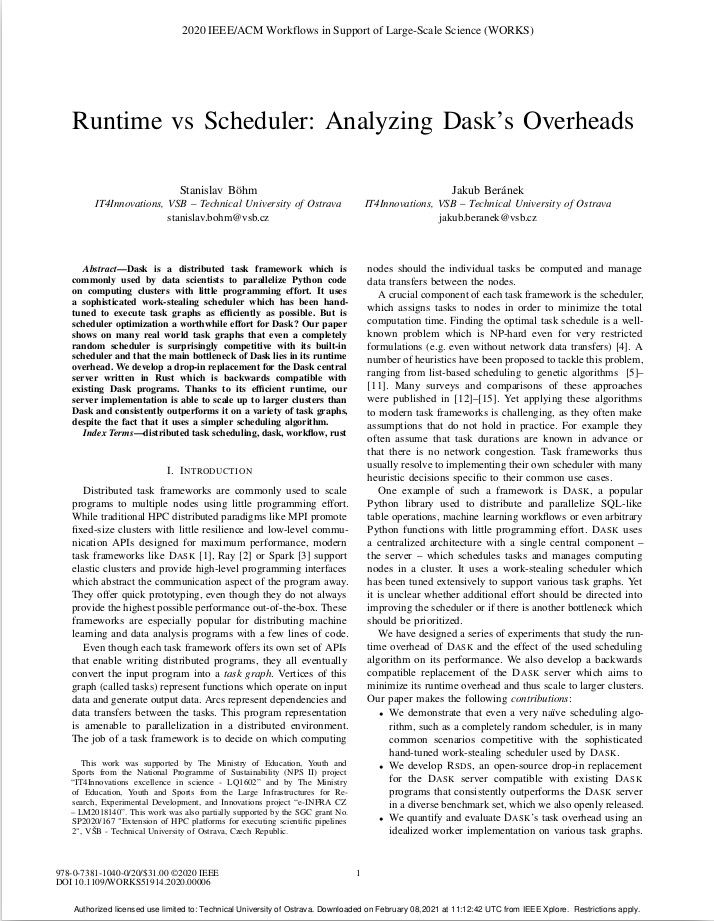 2020 IEEE/ACM Workflows in Support of Large-Scale Science (WORKS)
Runtime vs Scheduler: Analyzing Dask's Overheads
Stanislav Böhm
IT4Innovations, VSB – Technical University of Ostrava
stanislav.bohm@vsb.cz
Jakub Beránek
IT4Innovations, VSB – Technical University of Ostrava
jakub.beranek@vsb.cz
Abstract—Dask is a distributed task framework which is
commonly used by data scientists to parallelize Python code
on computing clusters with little programming effort. It uses
a sophisticated work-stealing scheduler which has been hand-
tuned to execute task graphs as efficiently as possible. But is
scheduler optimization a worthwhile effort for Dask? Our paper
shows on many real world task graphs that even a completely
random scheduler is surprisingly competitive with its built-in
scheduler and that the main bottleneck of Dask lies in its runtime
overhead. We develop a drop-in replacement for the Dask central
server written in Rust which is backwards compatible with
existing Dask programs. Thanks to its efficient runtime, our
server implementation is able to scale up to larger clusters than
Dask and consistently outperforms it on a variety of task graphs,
despite the fact that it uses a simpler scheduling algorithm.
Index Terms—distributed task scheduling, dask, workflow, rust
I. INTRODUCTION
Distributed task frameworks are commonly used to scale
programs to multiple nodes using little programming effort.
While traditional HPC distributed paradigms like MPI promote
fixed-size clusters with little resilience and low-level commu-
nication APIs designed for maximum performance, modern
task frameworks like DASK [1], Ray [2] or Spark [3] support
elastic clusters and provide high-level programming interfaces
which abstract the communication aspect of the program away.
They offer quick prototyping, even though they do not always
provide the highest possible performance out-of-the-box. These
frameworks are especially popular for distributing machine
learning and data analysis programs with a few lines of code.
Even though each task framework offers its own set of APIs
that enable writing distributed programs, they all eventually
convert the input program into a task graph. Vertices of this
graph (called tasks) represent functions which operate on input
data and generate output data. Arcs represent dependencies and
data transfers between the tasks. This program representation
is amenable to parallelization in a distributed environment.
The job of a task framework is to decide on which computing
This work was supported by The Ministry of Education, Youth and
Sports from the National Programme of Sustainability (NPS II) project
“IT4Innovations excellence in science - LQ1602” and by The Ministry
of Education, Youth and Sports from the Large Infrastructures for Re-
search, Experimental Development, and Innovations project “e-INFRA CZ
– LM2018140”. This work was also partially supported by the SGC grant No.
SP2020/167 "Extension of HPC platforms for executing scientific pipelines
2", VŠB - Technical University of Ostrava, Czech Republic.
nodes should the individual tasks be computed and manage
data transfers between the nodes.
A crucial component of each task framework is the scheduler,
which assigns tasks to nodes in order to minimize the total
computation time. Finding the optimal task schedule is a well-
known problem which is NP-hard even for very restricted
formulations (e.g. even without network data transfers) [4]. A
number of heuristics have been proposed to tackle this problem,
ranging from list-based scheduling to genetic algorithms [5]–
[11]. Many surveys and comparisons of these approaches
were published in [12]–[15]. Yet applying these algorithms
to modern task frameworks is challenging, as they often make
assumptions that do not hold in practice. For example they
often assume that task durations are known in advance or
that there is no network congestion. Task frameworks thus
usually resolve to implementing their own scheduler with many
heuristic decisions specific to their common use cases.
One example of such a framework is DASK, a popular
Python library used to distribute and parallelize SQL-like
table operations, machine learning workflows or even arbitrary
Python functions with little programming effort. DASK uses
a centralized architecture with a single central component –
the server – which schedules tasks and manages computing
nodes in a cluster. It uses a work-stealing scheduler which
has been tuned extensively to support various task graphs. Yet
it is unclear whether additional effort should be directed into
improving the scheduler or if there is another bottleneck which
should be prioritized.
We have designed a series of experiments that study the run-
time overhead of DASK and the effect of the used scheduling
algorithm on its performance. We also develop a backwards
compatible replacement of the DASK server which aims to
minimize its runtime overhead and thus scale to larger clusters.
Our paper makes the following contributions:
• We demonstrate that even a very naïve scheduling algo-
rithm, such as a completely random scheduler, is in many
common scenarios competitive with the sophisticated
hand-tuned work-stealing scheduler used by DASK.
• We develop RSDS, an open-source drop-in replacement
for the DASK server compatible with existing DASK
programs that consistently outperforms the DASK server
in a diverse benchmark set, which we also openly released.
• We quantify and evaluate DASK's task overhead using an
idealized worker implementation on various task graphs.
978-0-7381-1040-0/20/$31.00 ©2020 IEEE
DOI 10.1109/WORKS51914.2020.00006
1
Authorized licensed use limited to: Technical University of Ostrava. Downloaded on February 08,2021 at 11:12:42 UTC from IEEE Xplore. Restrictions apply.